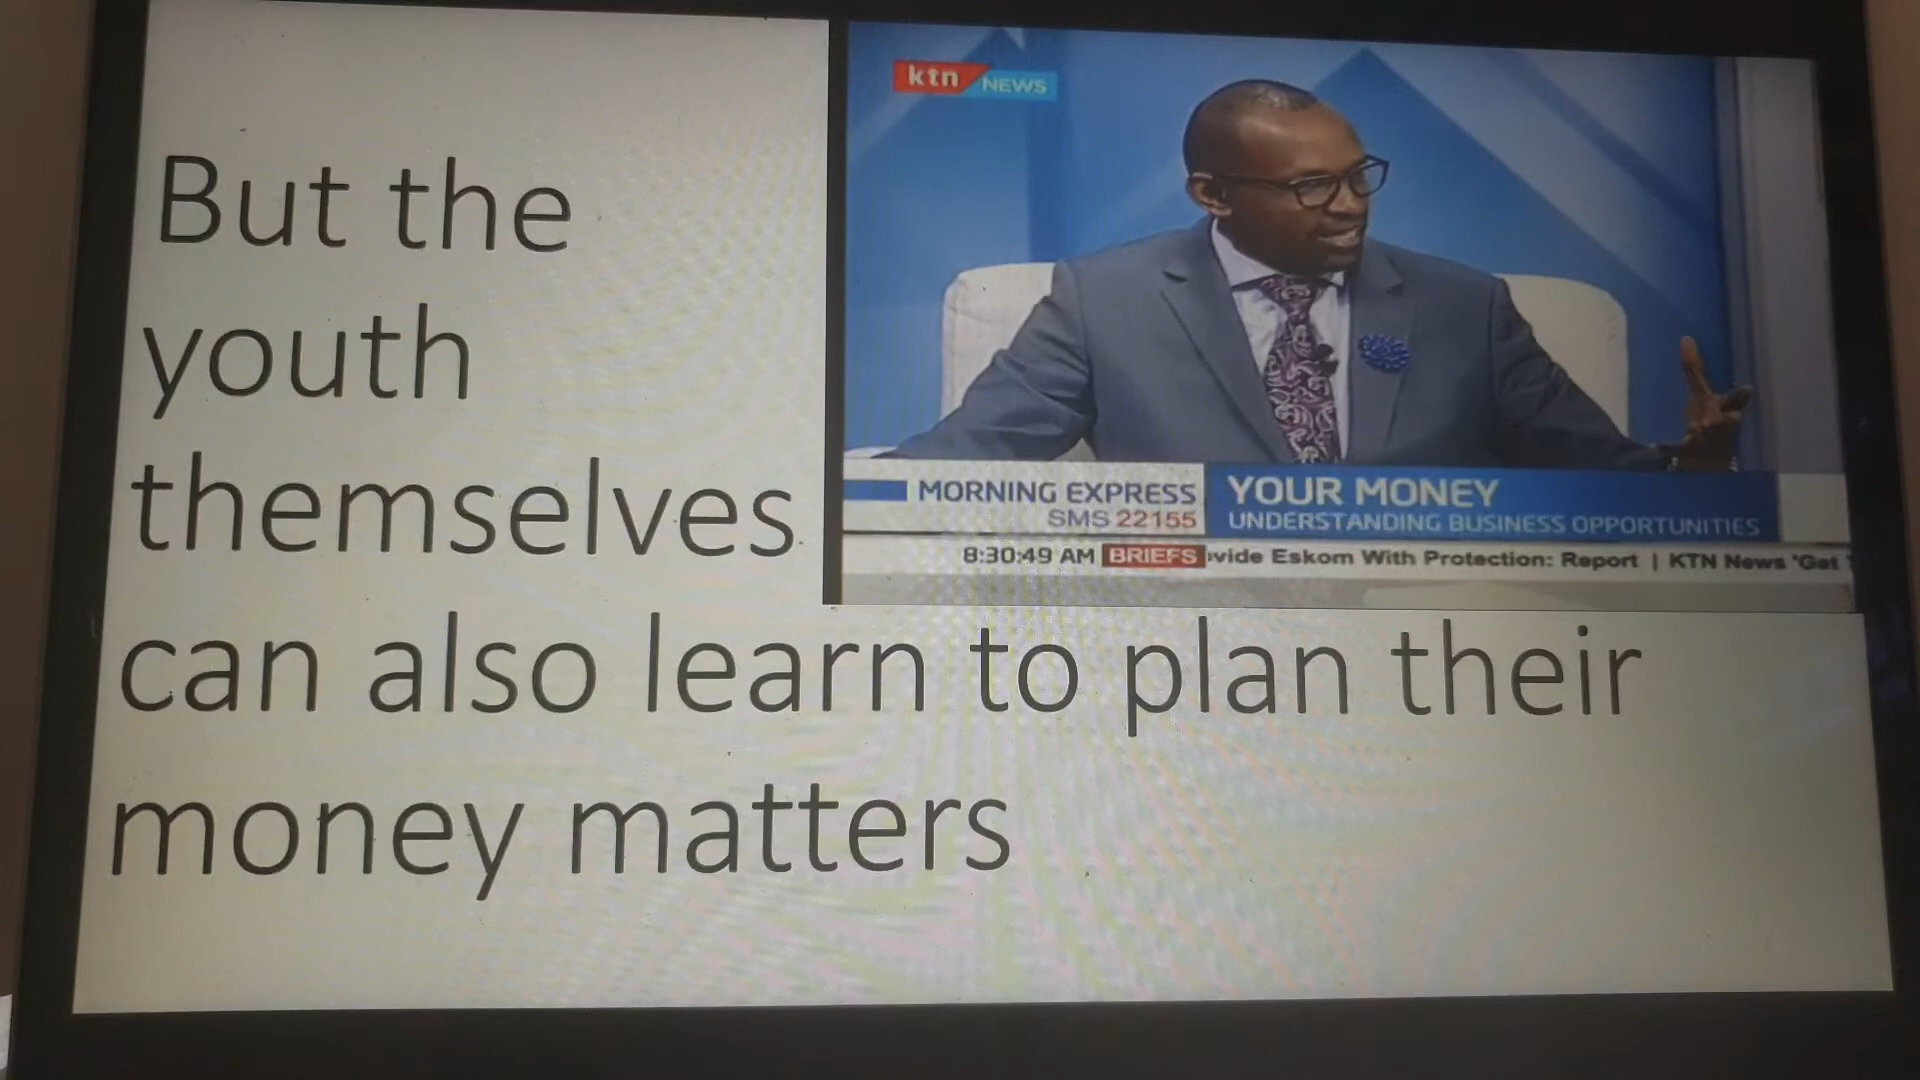 But the
youth
themselves
can also learn to plan their
money matters
ktn NEWS
MORNING EXPRESS
SMS 22155
YOUR MONEY
UNDERSTANDING BUSINESS OPPORTUNITIES
8:30:49 AM BRIEFS Eskom With Protection: Report | KTN News 'Get